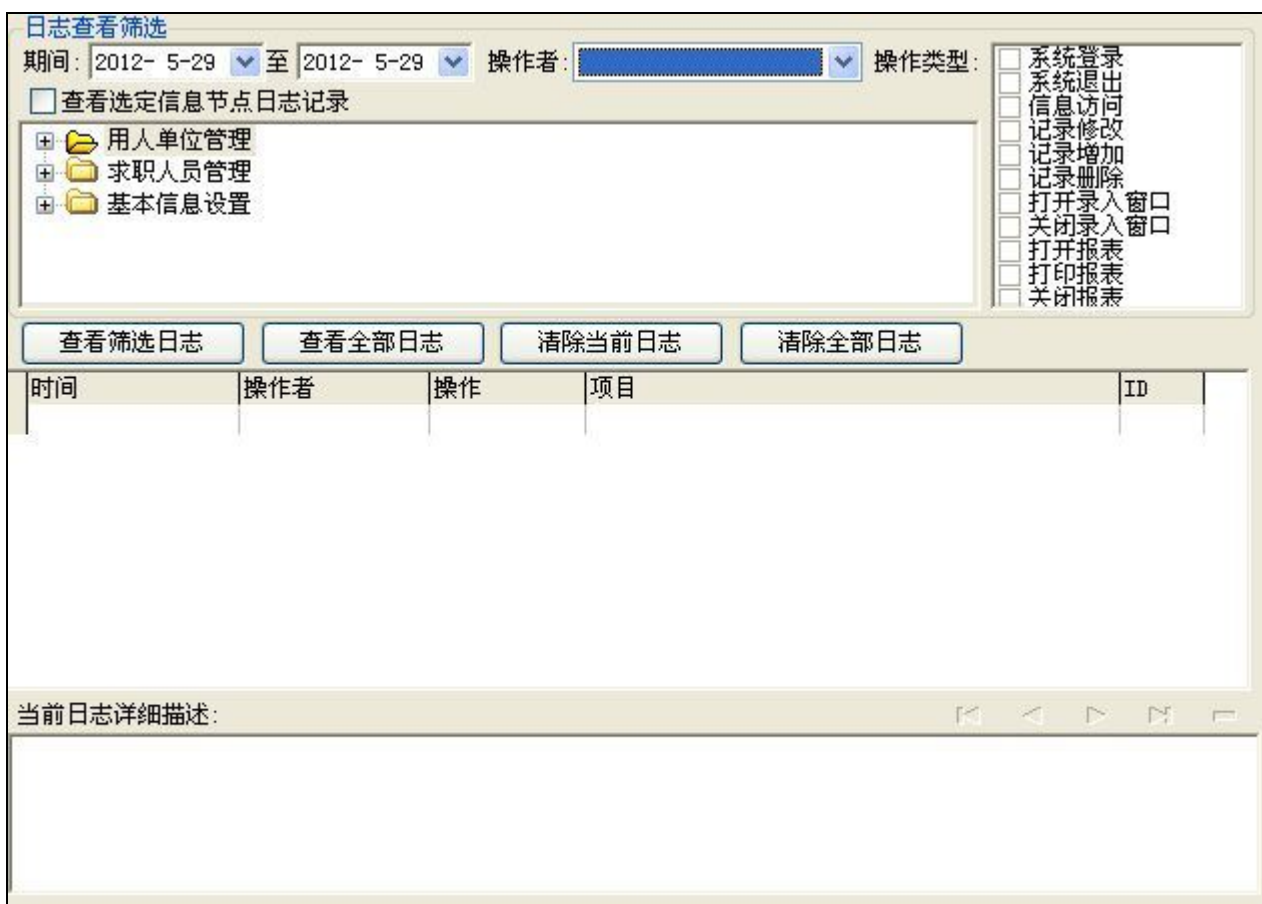 日志查看筛选
期间: 2012- 5-29 至 2012- 5-29 操作者: 操作类型:
系统登录
系统退出
信息访问
记录修改
记录增加
记录删除
打开录入窗口
关闭录入窗口
打开报表
打印报表
关闭报表
查看选定信息节点日志记录
用人单位管理
求职人员管理
基本信息设置
查看筛选日志 查看全部日志 清除当前日志 清除全部日志
时间 操作者 操作 项目 ID
当前日志详细描述: